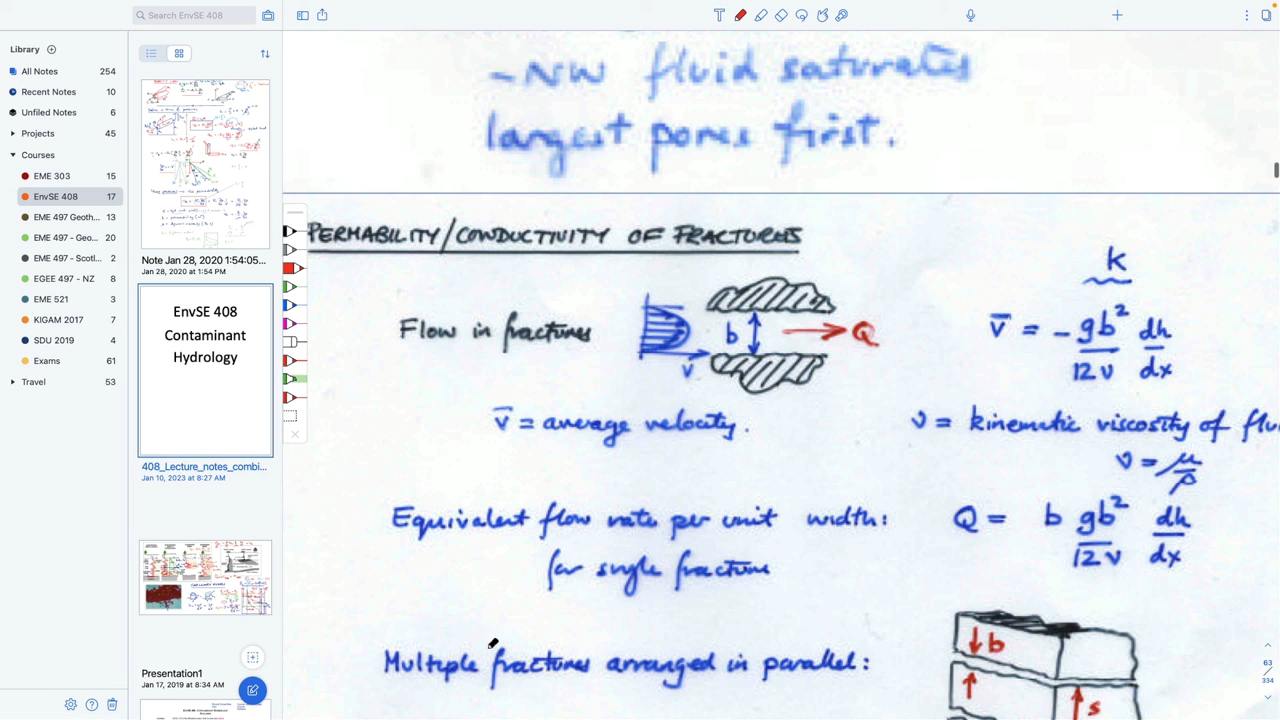 Search EnvSE 408
Library
All Notes 254
Recent Notes 10
Unfiled Notes 6
Projects 45
Courses
EME 303 15
EnvSE 408 17
EME 497 Geoth... 13
EME 497 - Geo... 20
EME 497 - Scotl... 2
EGEE 497 - NZ 8
EME 521 3
KIGAM 2017 7
SDU 2019 4
Exams 61
Travel 53
Note Jan 28, 2020 1:54:05...
Jan 28, 2020 at 1:54 PM
EnvSE 408
Contaminant
Hydrology
408_Lecture_notes_combi...
Jan 10, 2023 at 8:27 AM
Presentation1
Jan 17, 2019 at 8:34 AM
- NW fluid saturates
largest pores first.
PERMABILITY/CONDUCTIVITY OF FRACTURES
k
Flow in fractures
b
Q
v
v̄ = - gb²/12ν dh/dx
v̄ = average velocity.
ν = kinematic viscosity of flu
ν = μ/ρ
Equivalent flow rate per unit width:
for single fracture
Q = b gb²/12ν dh/dx
Multiple fractures arranged in parallel:
b
s
63
334